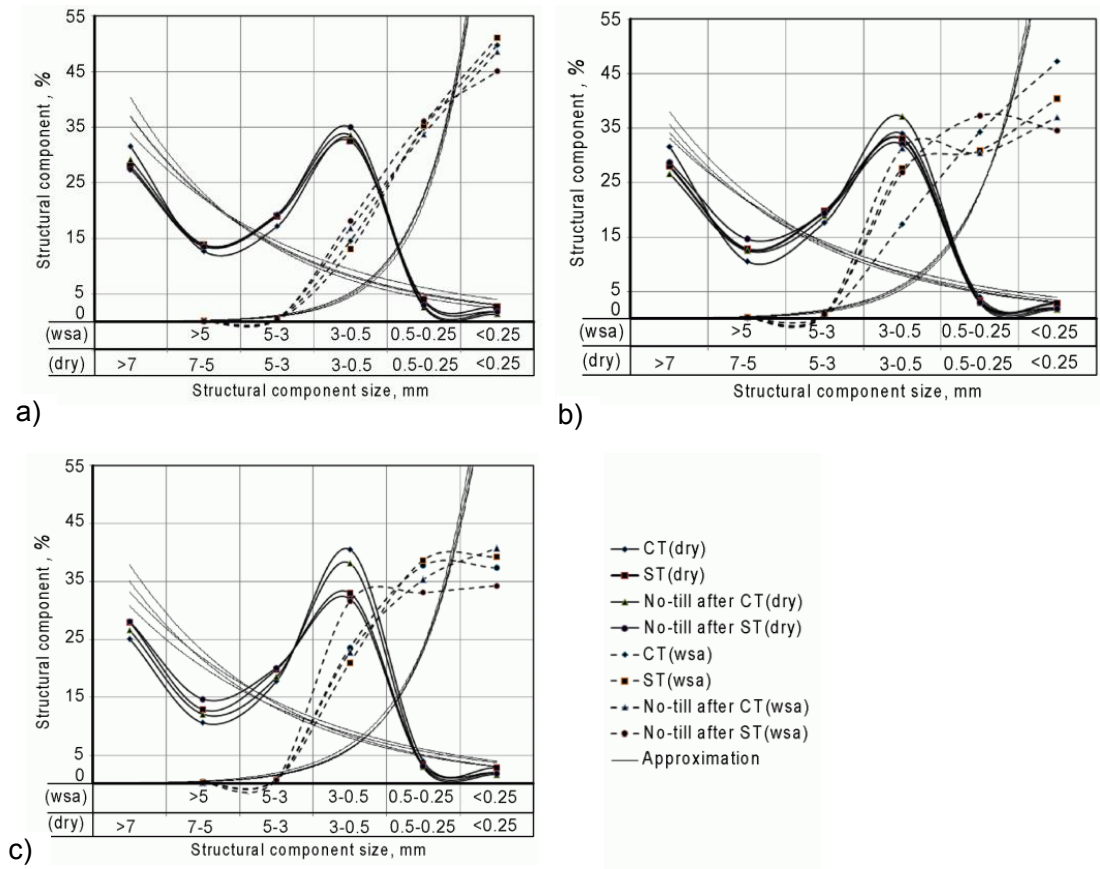 55
45
35
25
15
5
0
Structural component , %
(wsa) >5 5-3 3-0.5 0.5-0.25 <0.25
(dry) >7 7-5 5-3 3-0.5 0.5-0.25 <0.25
Structural component size, mm
a)
55
45
35
25
15
5
0
Structural component , %
(wsa) >5 5-3 3-0.5 0.5-0.25 <0.25
(dry) >7 7-5 5-3 3-0.5 0.5-0.25 <0.25
Structural component size, mm
b)
55
45
35
25
15
5
0
Structural component , %
(wsa) >5 5-3 3-0.5 0.5-0.25 <0.25
(dry) >7 7-5 5-3 3-0.5 0.5-0.25 <0.25
Structural component size, mm
c)
CT(dry)
ST(dry)
No-till after CT(dry)
No-till after ST(dry)
CT(wsa)
ST(wsa)
No-till after CT(wsa)
No-till after ST(wsa)
Approximation